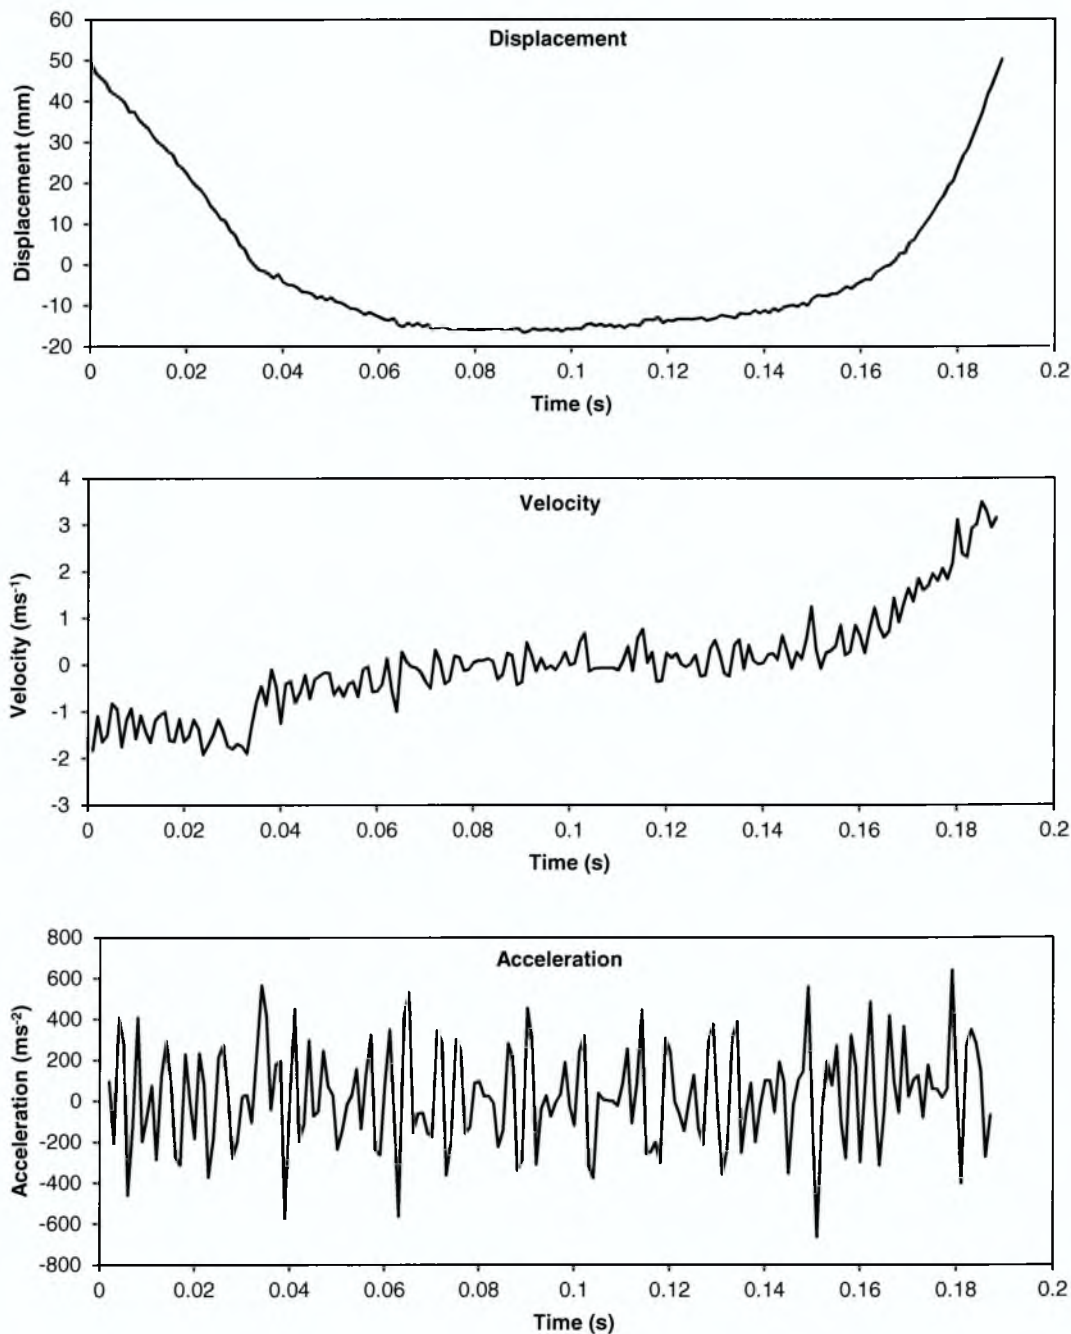 Displacement
Displacement (mm)
60
50
40
30
20
10
0
-10
-20
0 0.02 0.04 0.06 0.08 0.1 0.12 0.14 0.16 0.18 0.2
Time (s)
Velocity
Velocity (ms⁻¹)
4
3
2
1
0
-1
-2
-3
0 0.02 0.04 0.06 0.08 0.1 0.12 0.14 0.16 0.18 0.2
Time (s)
Acceleration
Acceleration (ms⁻²)
800
600
400
200
0
-200
-400
-600
-800
0 0.02 0.04 0.06 0.08 0.1 0.12 0.14 0.16 0.18 0.2
Time (s)